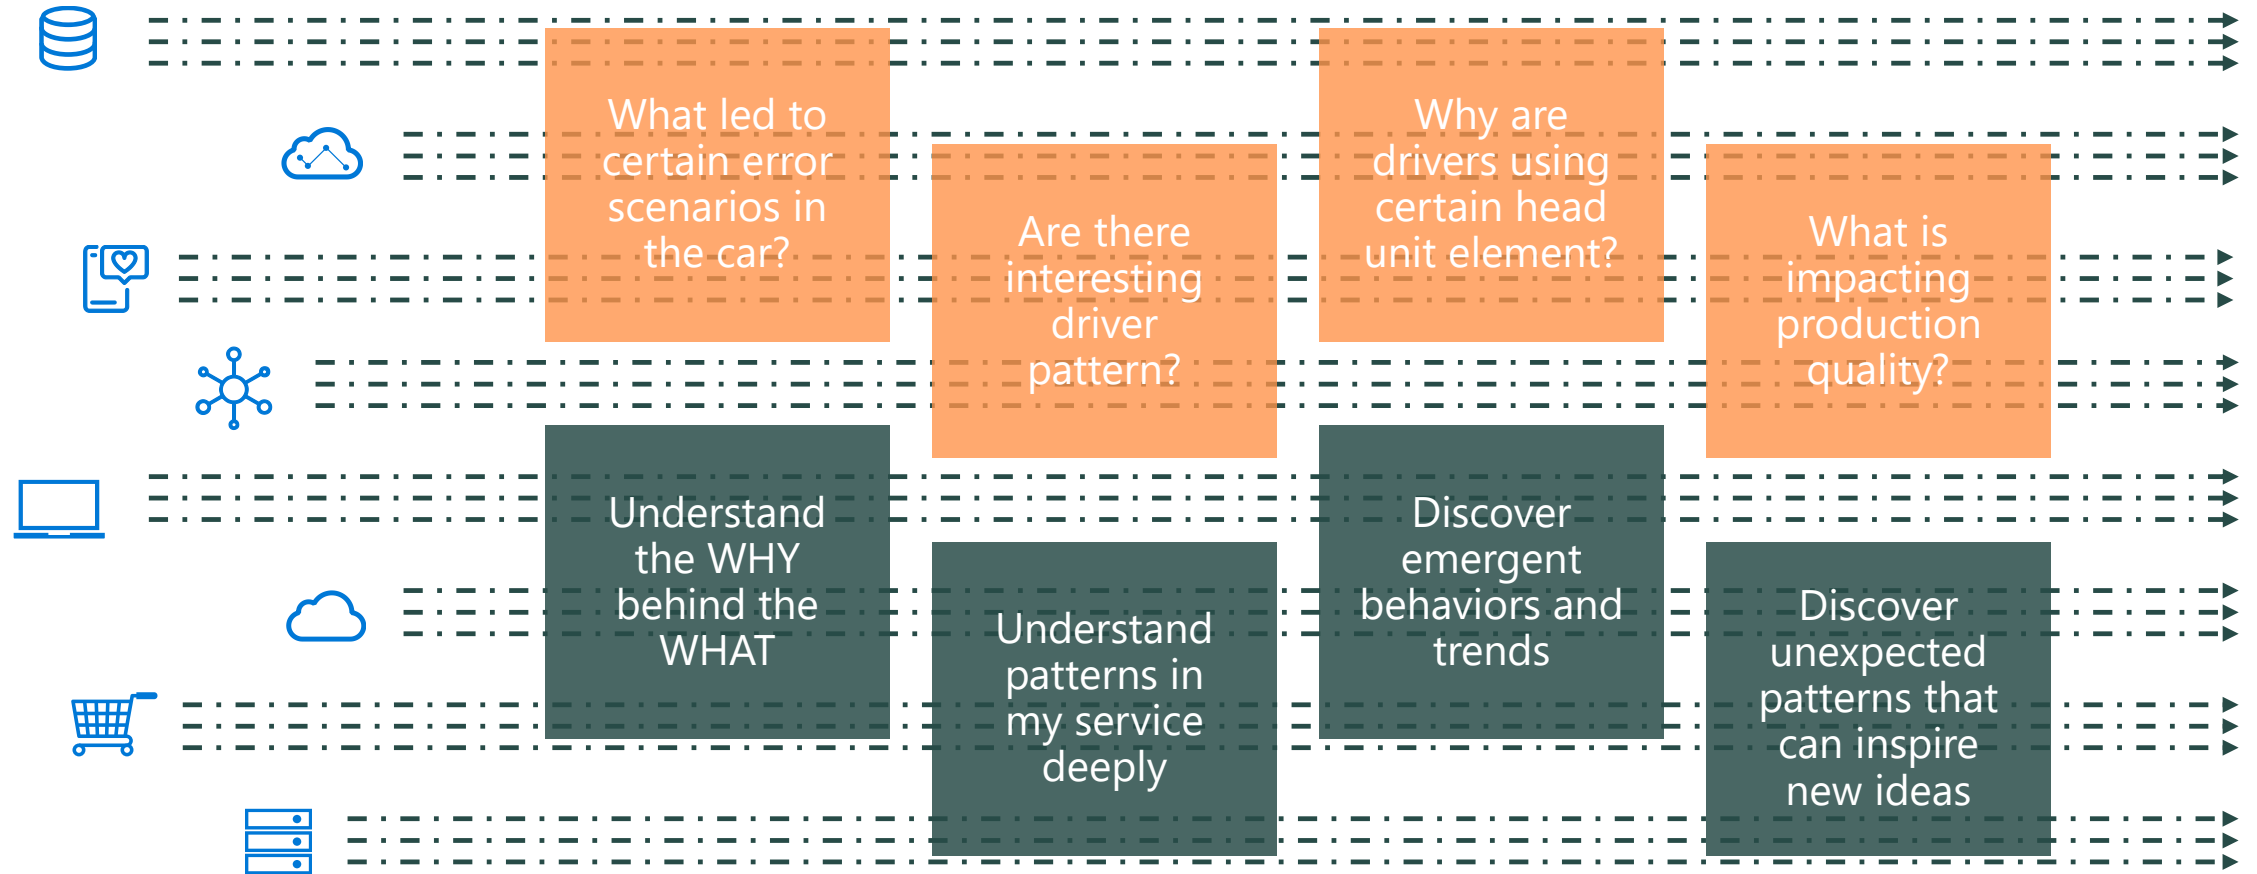 What led to
certain error
scenarios in
the car?
Are there
interesting
driver
pattern?
Why are
drivers using
certain head
unit element?
What is
impacting
production
quality?
Understand
the WHY
behind the
WHAT
Understand
patterns in
my service
deeply
Discover
emergent
behaviors and
trends
Discover
unexpected
patterns that
can inspire
new ideas